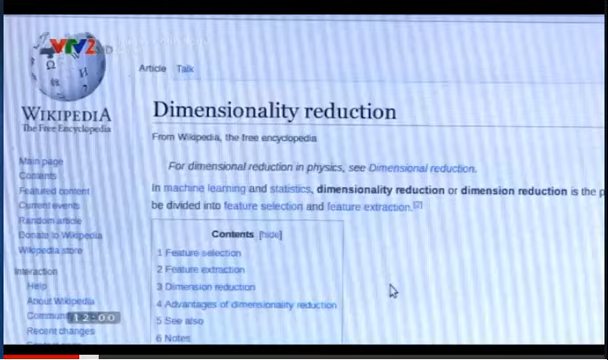 VTV2
Article Talk
WIKIPEDIA
The Free Encyclopedia
Dimensionality reduction
From Wikipedia, the free encyclopedia
For dimensional reduction in physics, see Dimensional reduction.
In machine learning and statistics, dimensionality reduction or dimension reduction is the p
be divided into feature selection and feature extraction.[2]
Main page
Contents
Featured content
Current events
Random article
Donate to Wikipedia
Wikipedia store
Interaction
Help
About Wikipedia
Commun
12:00
Recent changes
Contents [hide]
1 Feature selection
2 Feature extraction
3 Dimension reduction
4 Advantages of dimensionality reduction
5 See also
6 Notes